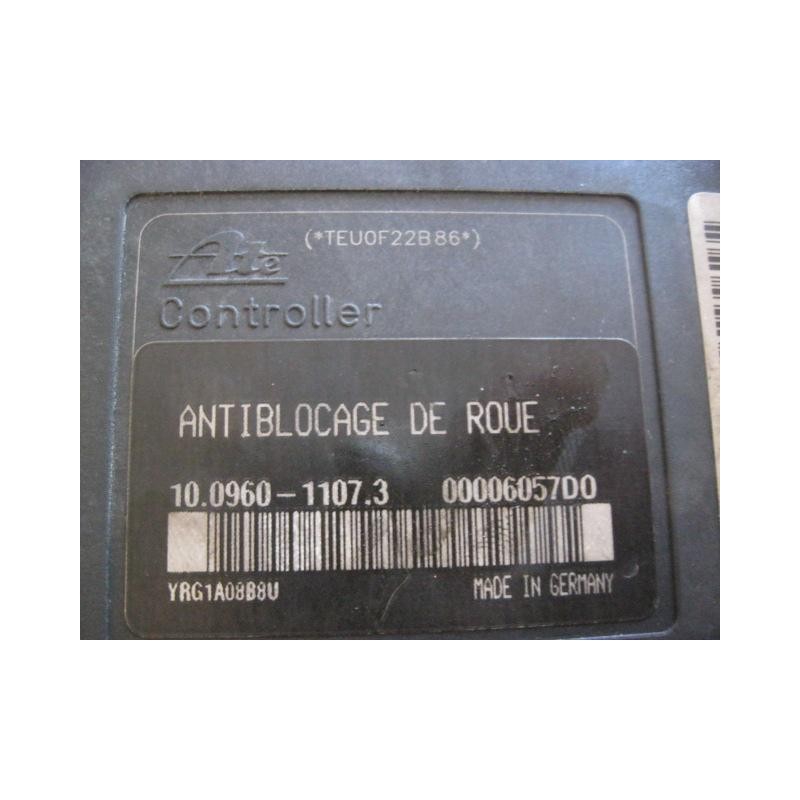 (*TEU0F22B86*)
Ate
Controller
ANTIBLOCAGE DE ROUE
10.0960-1107.3 00006057D0
YRG1A08B8U MADE IN GERMANY